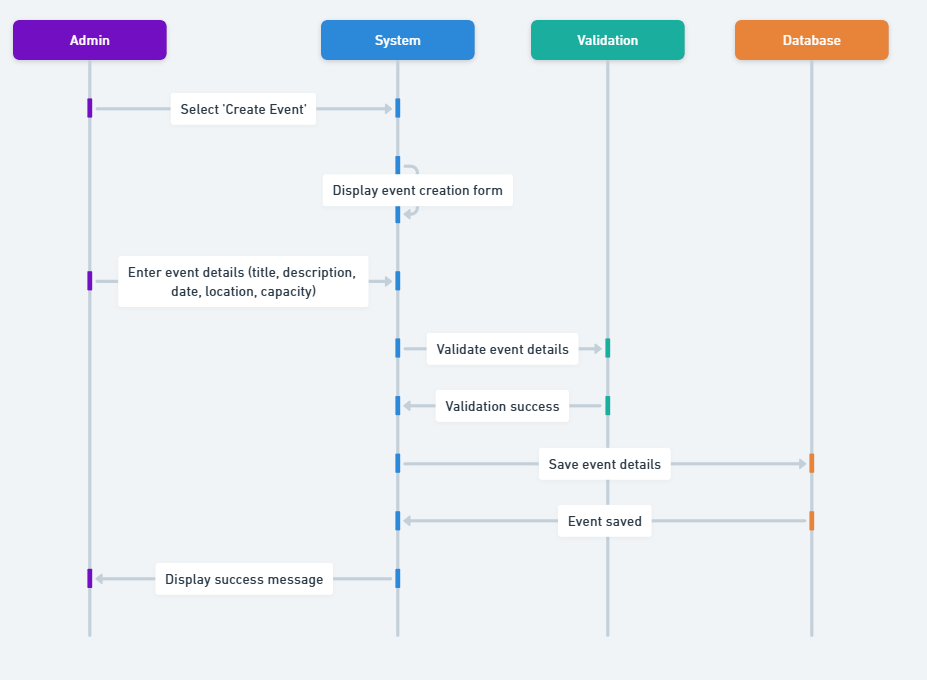 Admin
System
Validation
Database
Select 'Create Event'
Display event creation form
Enter event details (title, description,
date, location, capacity)
Validate event details
Validation success
Save event details
Event saved
Display success message